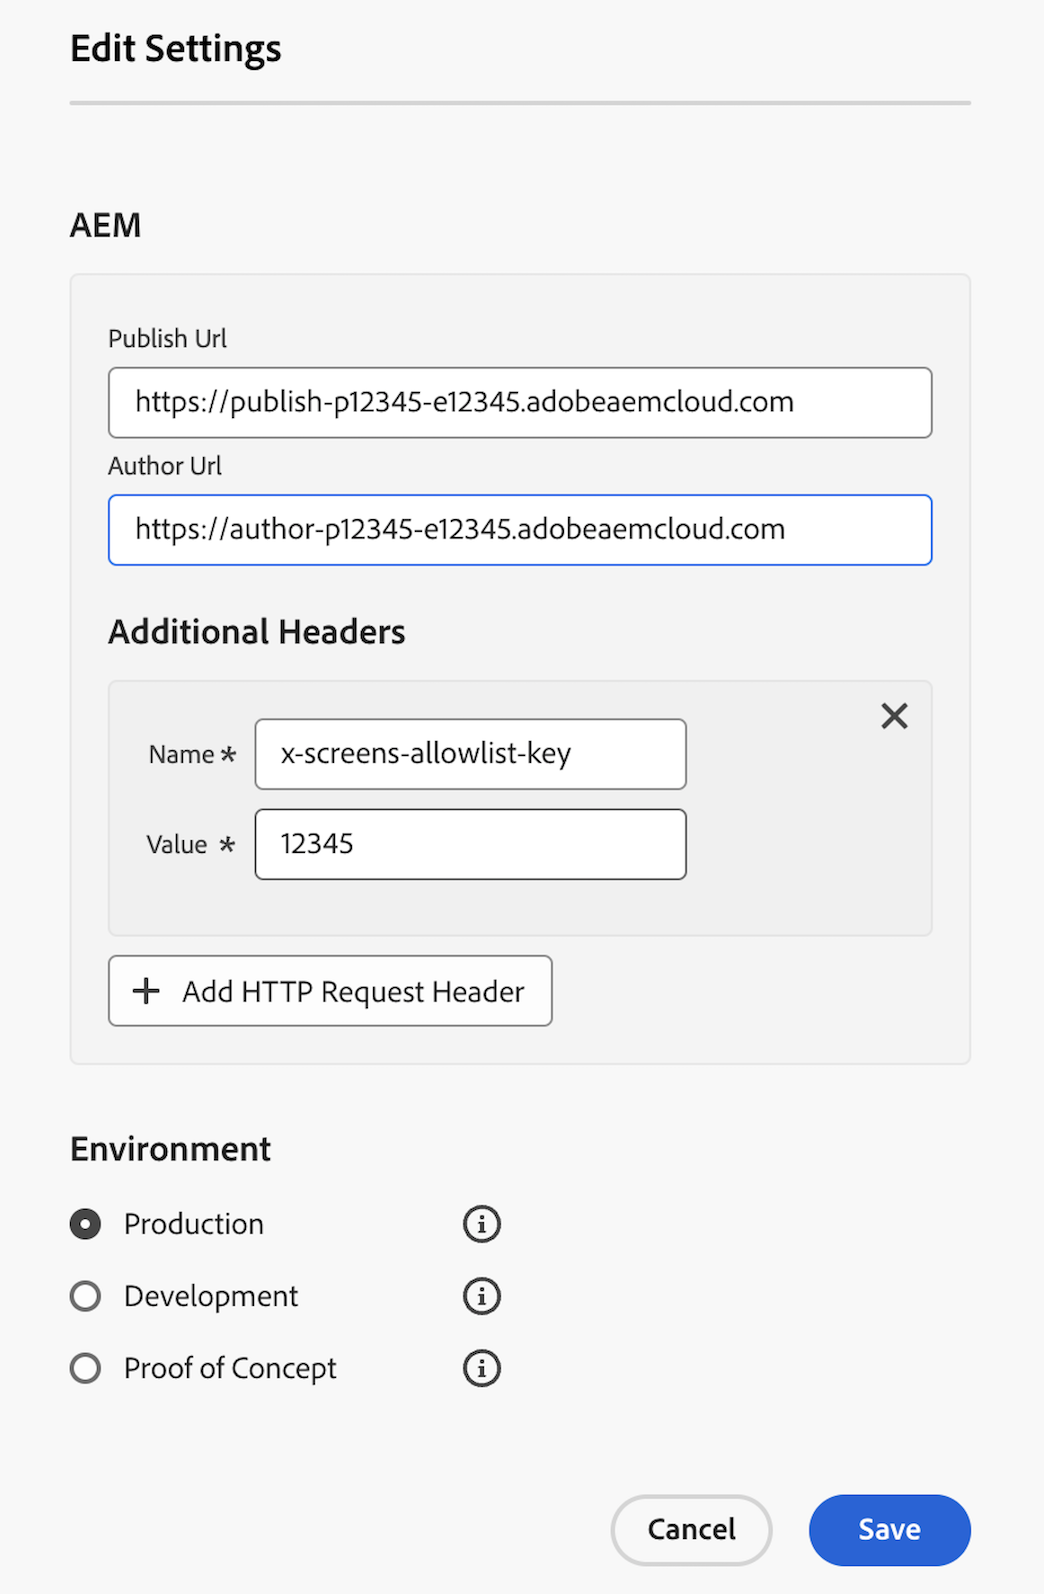 Edit Settings
AEM
Publish Url
https://publish-p12345-e12345.adobeaemcloud.com
Author Url
https://author-p12345-e12345.adobeaemcloud.com
Additional Headers
Name *
x-screens-allowlist-key
Value *
12345
+ Add HTTP Request Header
Environment
Production
Development
Proof of Concept
Cancel
Save